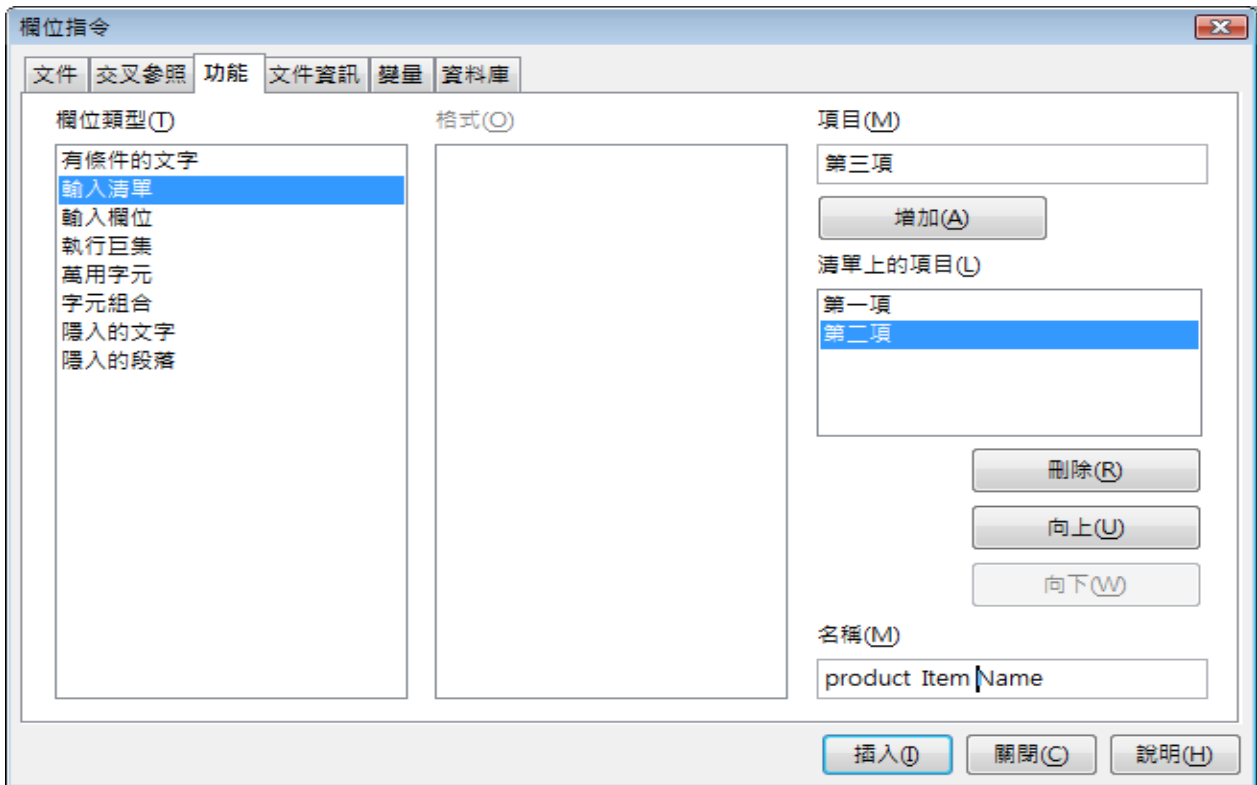 欄位指令
文件 交叉參照 功能 文件資訊 變量 資料庫
欄位類型(T)
有條件的文字
輸入清單
輸入欄位
執行巨集
萬用字元
字元組合
隱入的文字
隱入的段落
格式(O)
項目(M)
第三項
增加(A)
清單上的項目(L)
第一項
第二項
刪除(R)
向上(U)
向下(W)
名稱(M)
product Item Name
插入(I) 關閉(C) 說明(H)